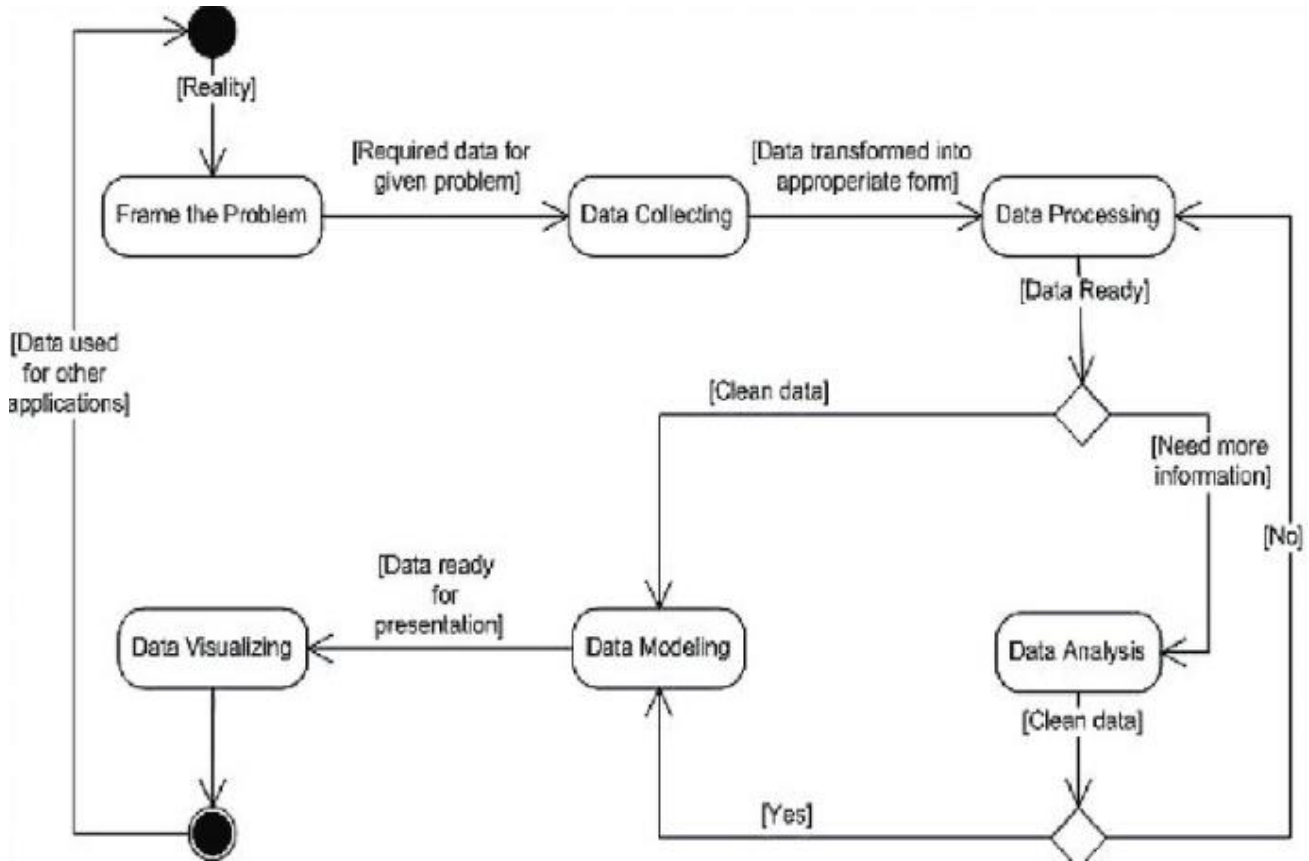 [Reality]
[Required data for
given problem]
[Data transformed into
approperiate form]
Frame the Problem
Data Collecting
Data Processing
[Data Ready]
[Data used
for other
applications]
[Clean data]
[Need more
information]
[No]
[Data ready
for
presentation]
Data Visualizing
Data Modeling
Data Analysis
[Clean data]
[Yes]